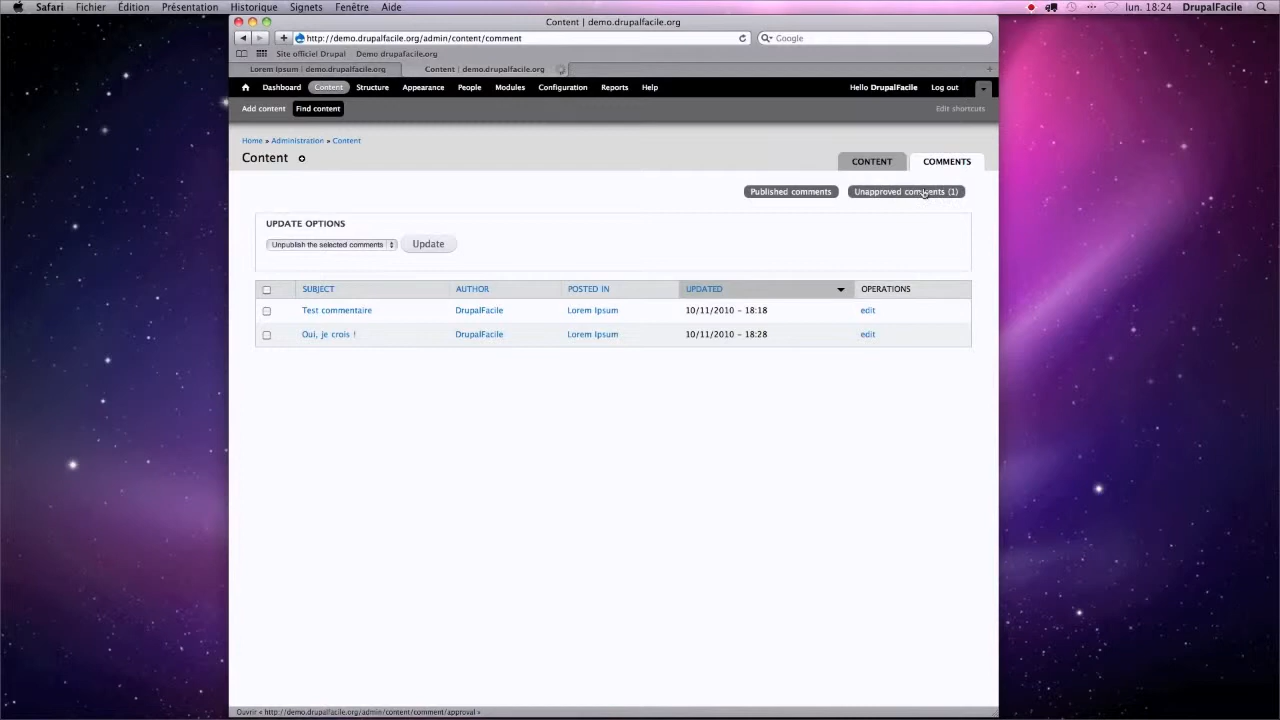 Safari Fichier Édition Présentation Historique Signets Fenêtre Aide lun. 18:24 DrupalFacile
Content | demo.drupalfacile.org
http://demo.drupalfacile.org/admin/content/comment Google
Site officiel Drupal Demo drupalfacile.org
Lorem Ipsum | demo.drupalfacile.org Content | demo.drupalfacile.org
Dashboard Content Structure Appearance People Modules Configuration Reports Help Hello DrupalFacile Log out
Add content Find content Edit shortcuts
Home » Administration » Content
Content CONTENT COMMENTS
Published comments Unapproved comments (1)
UPDATE OPTIONS
Unpublish the selected comments Update
SUBJECT AUTHOR POSTED IN UPDATED OPERATIONS
Test commentaire DrupalFacile Lorem Ipsum 10/11/2010 - 18:18 edit
Oui, je crois ! DrupalFacile Lorem Ipsum 10/11/2010 - 18:28 edit
Ouvrir « http://demo.drupalfacile.org/admin/content/comment/approval »